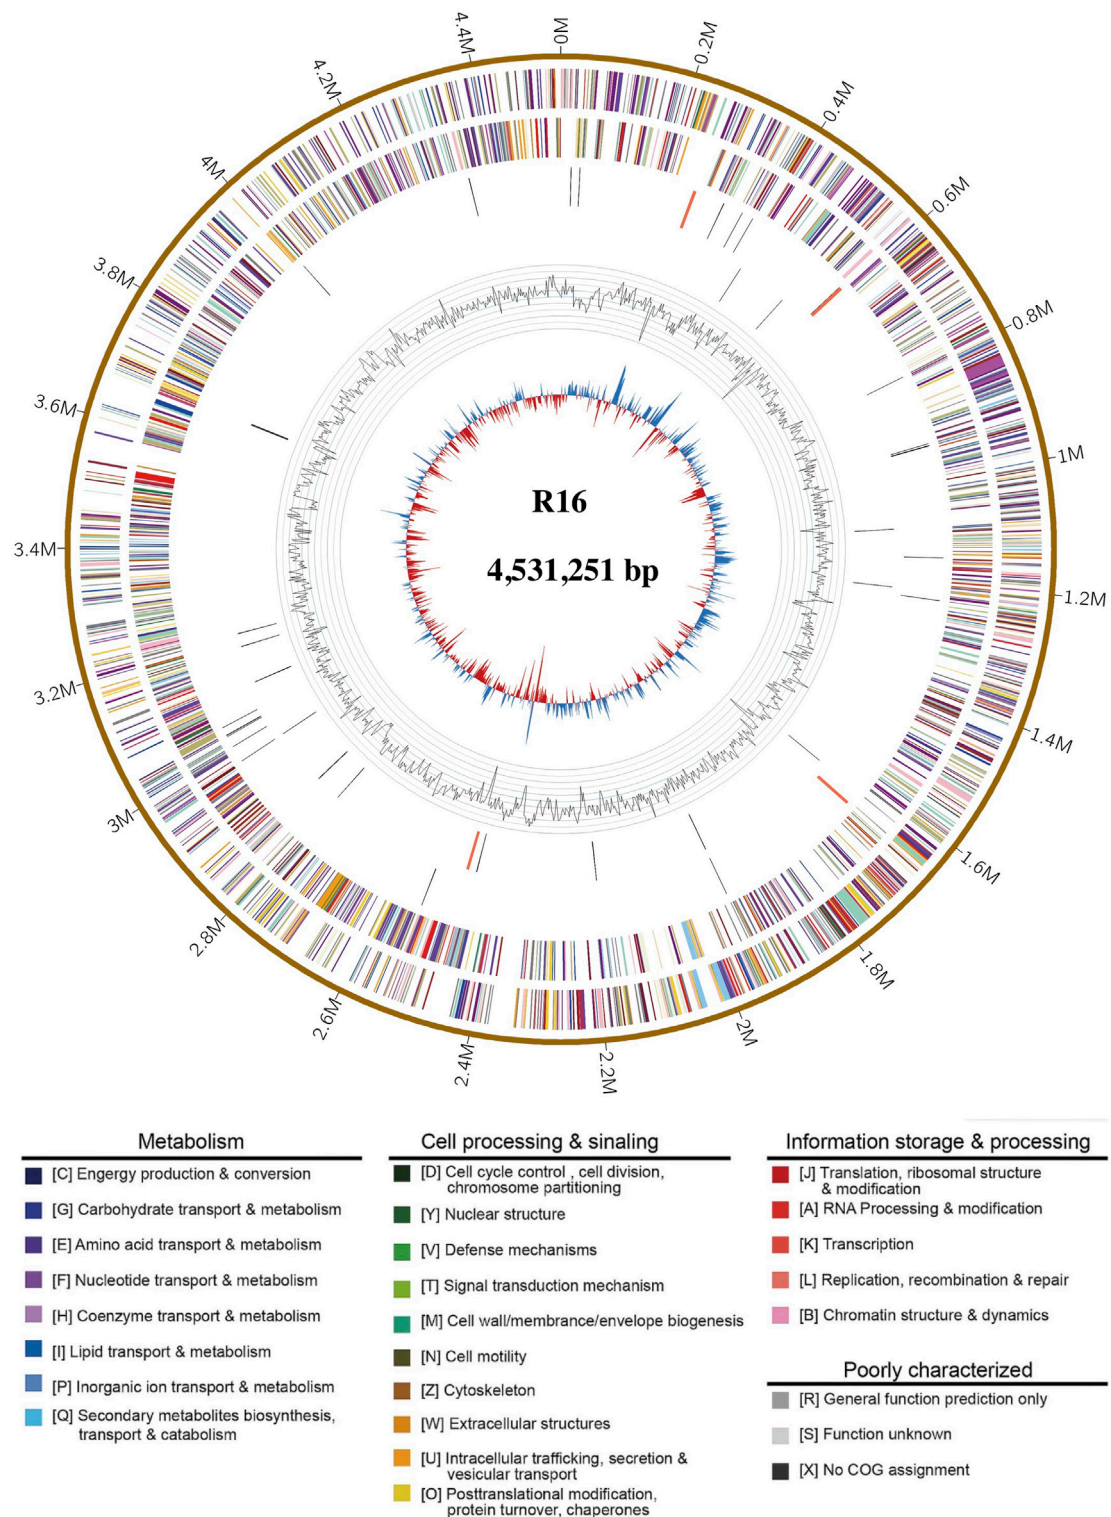 0M
0.2M
0.4M
0.6M
0.8M
1M
1.2M
1.4M
1.6M
1.8M
2M
2.2M
2.4M
2.6M
2.8M
3M
3.2M
3.4M
3.6M
3.8M
4M
4.2M
4.4M
R16
4,531,251 bp
Metabolism
[C] Engergy production & conversion
[G] Carbohydrate transport & metabolism
[E] Amino acid transport & metabolism
[F] Nucleotide transport & metabolism
[H] Coenzyme transport & metabolism
[I] Lipid transport & metabolism
[P] Inorganic ion transport & metabolism
[Q] Secondary metabolites biosynthesis,
transport & catabolism
Cell processing & sinaling
[D] Cell cycle control , cell division,
chromosome partitioning
[Y] Nuclear structure
[V] Defense mechanisms
[T] Signal transduction mechanism
[M] Cell wall/membrance/envelope biogenesis
[N] Cell motility
[Z] Cytoskeleton
[W] Extracellular structures
[U] Intracellular trafficking, secretion &
vesicular transport
[O] Posttranslational modification,
protein turnover, chaperones
Information storage & processing
[J] Translation, ribosomal structure
& modification
[A] RNA Processing & modification
[K] Transcription
[L] Replication, recombination & repair
[B] Chromatin structure & dynamics
Poorly characterized
[R] General function prediction only
[S] Function unknown
[X] No COG assignment